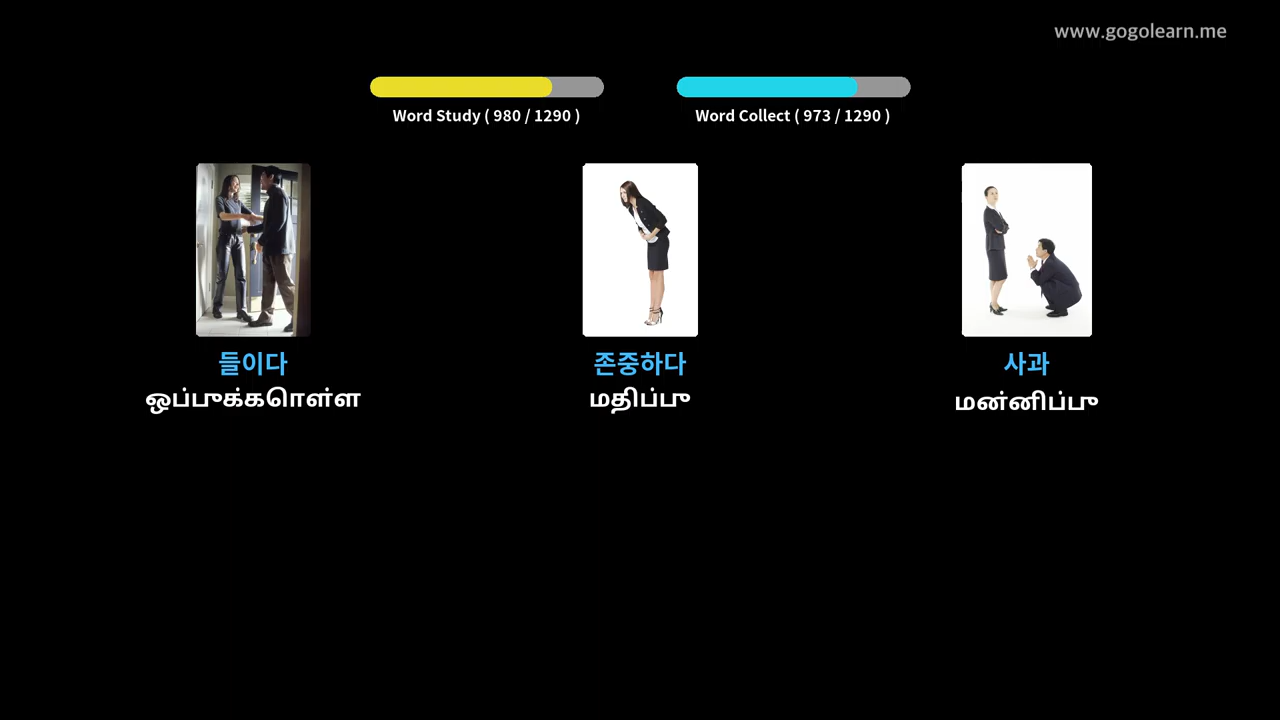 www.gogolearn.me
Word Study ( 980 / 1290 )
Word Collect ( 973 / 1290 )
들이다
존중하다
사과
ஒப்புக்கொள்ள
மதிப்பு
மன்னிப்பு